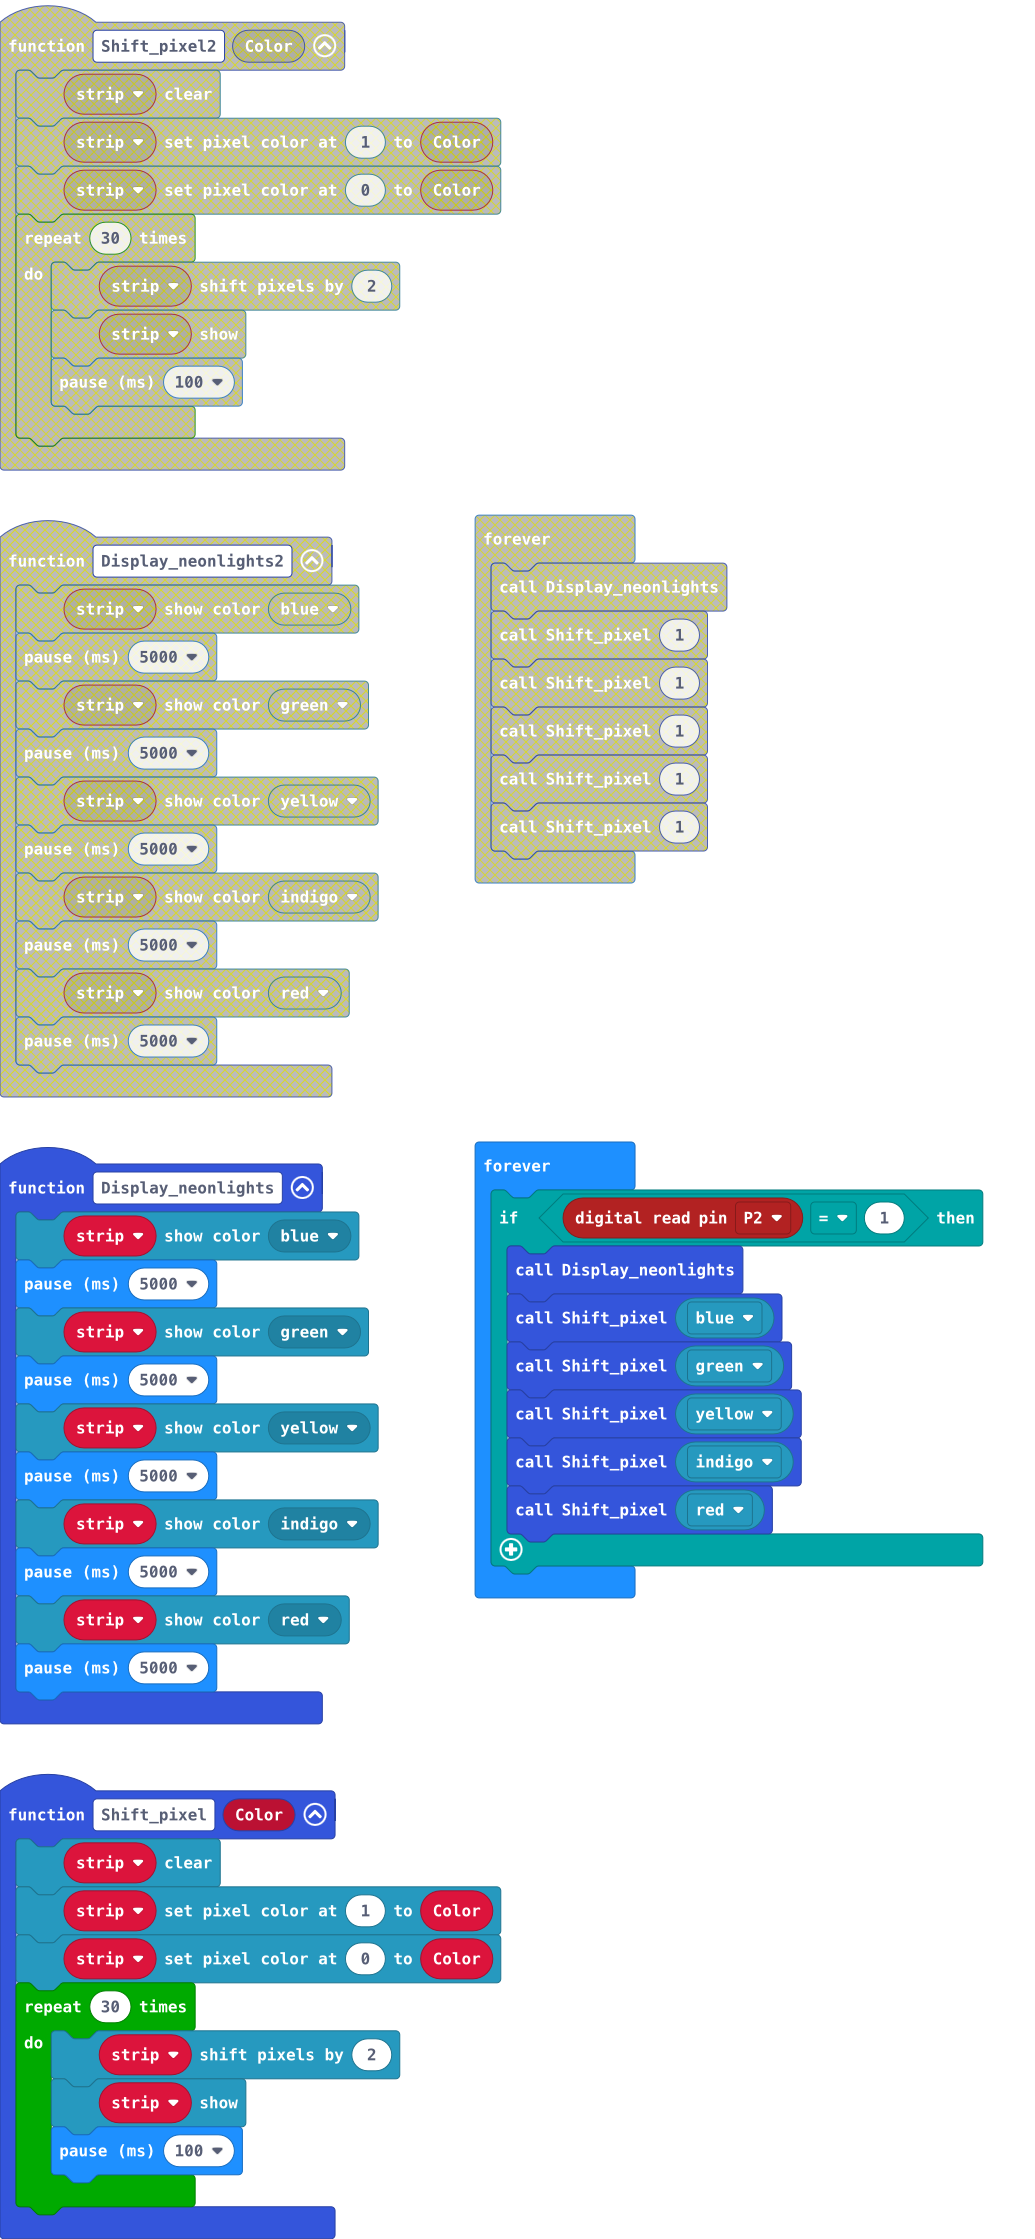 function Shift_pixel2 Color
strip clear
strip set pixel color at 1 to Color
strip set pixel color at 0 to Color
repeat 30 times
do
strip shift pixels by 2
strip show
pause (ms) 100
function Display_neonlights2
strip show color blue
pause (ms) 5000
strip show color green
pause (ms) 5000
strip show color yellow
pause (ms) 5000
strip show color indigo
pause (ms) 5000
strip show color red
pause (ms) 5000
forever
call Display_neonlights
call Shift_pixel 1
call Shift_pixel 1
call Shift_pixel 1
call Shift_pixel 1
call Shift_pixel 1
function Display_neonlights
strip show color blue
pause (ms) 5000
strip show color green
pause (ms) 5000
strip show color yellow
pause (ms) 5000
strip show color indigo
pause (ms) 5000
strip show color red
pause (ms) 5000
forever
if digital read pin P2 = 1 then
call Display_neonlights
call Shift_pixel blue
call Shift_pixel green
call Shift_pixel yellow
call Shift_pixel indigo
call Shift_pixel red
function Shift_pixel Color
strip clear
strip set pixel color at 1 to Color
strip set pixel color at 0 to Color
repeat 30 times
do
strip shift pixels by 2
strip show
pause (ms) 100